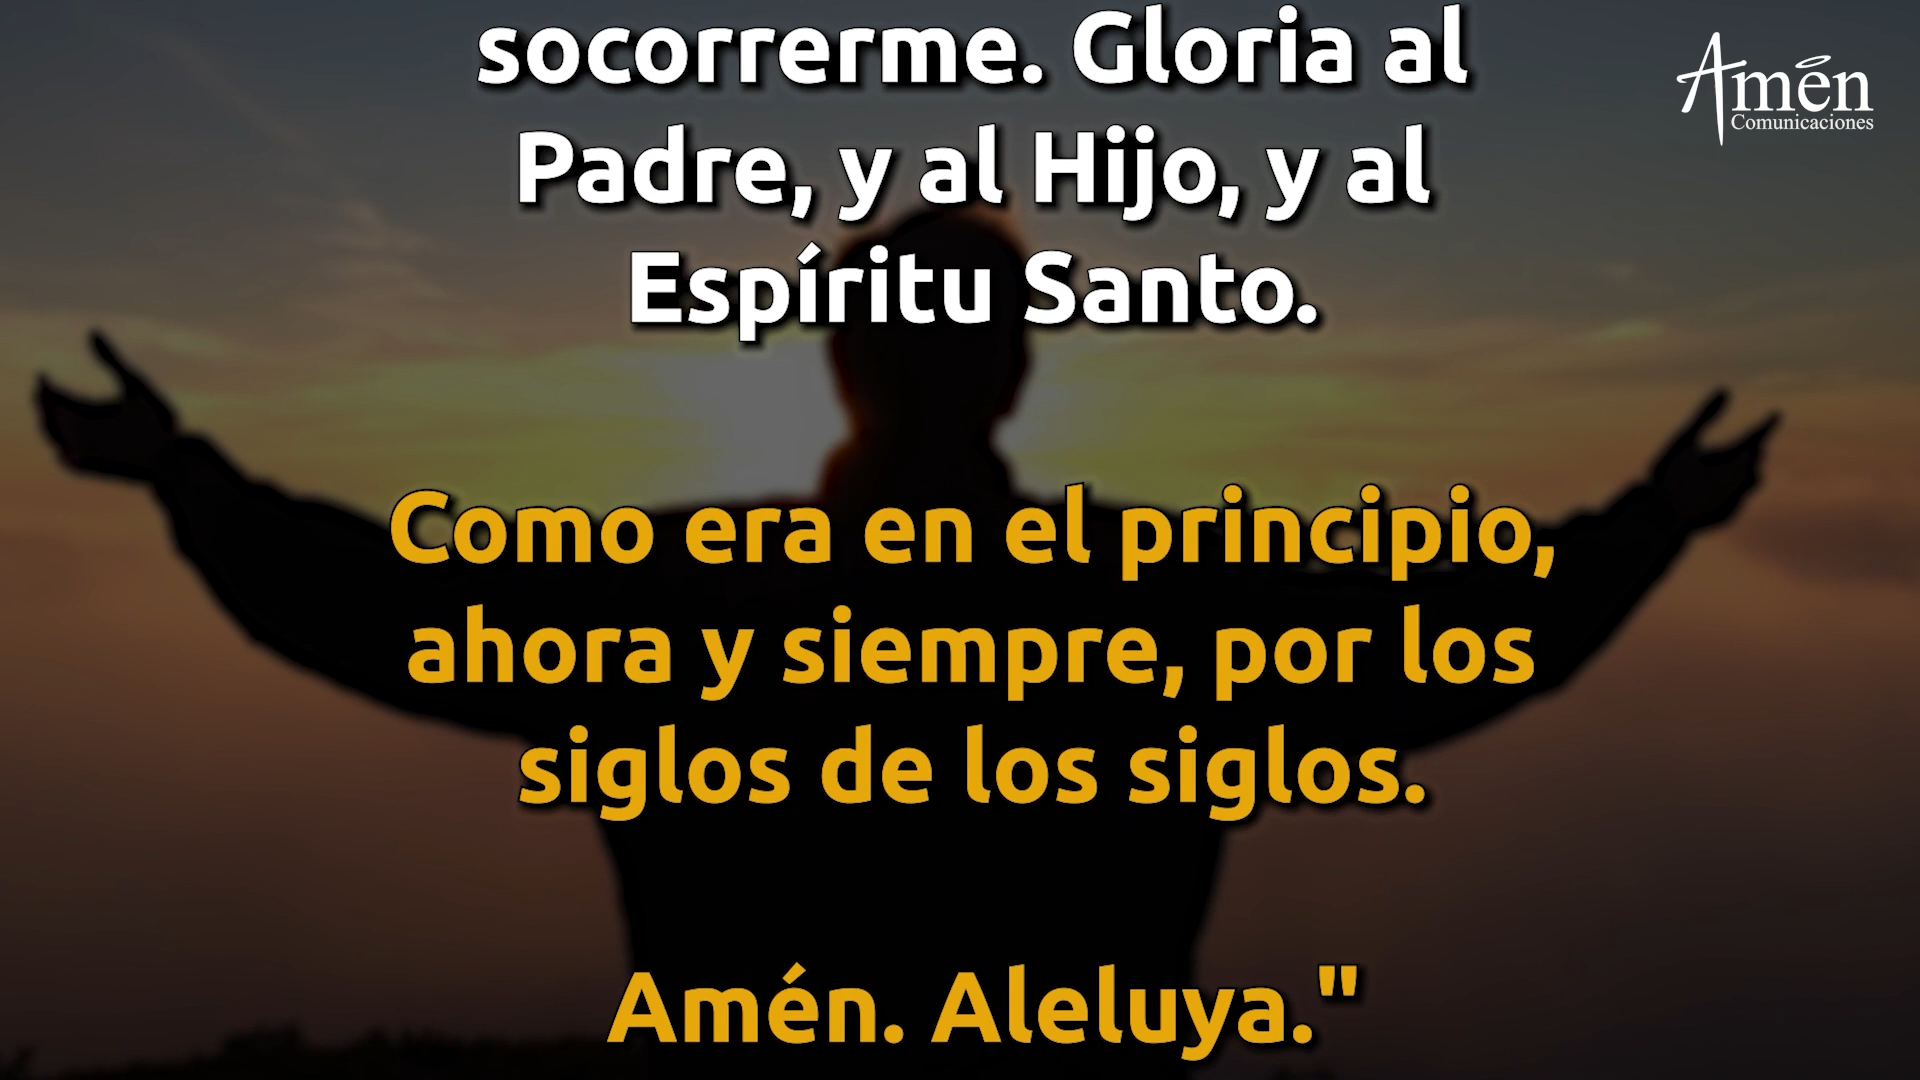 socorrerme. Gloria al
Padre, y al Hijo, y al
Espíritu Santo.
Como era en el principio,
ahora y siempre, por los
siglos de los siglos.
Amén. Aleluya."
Amén
Comunicaciones